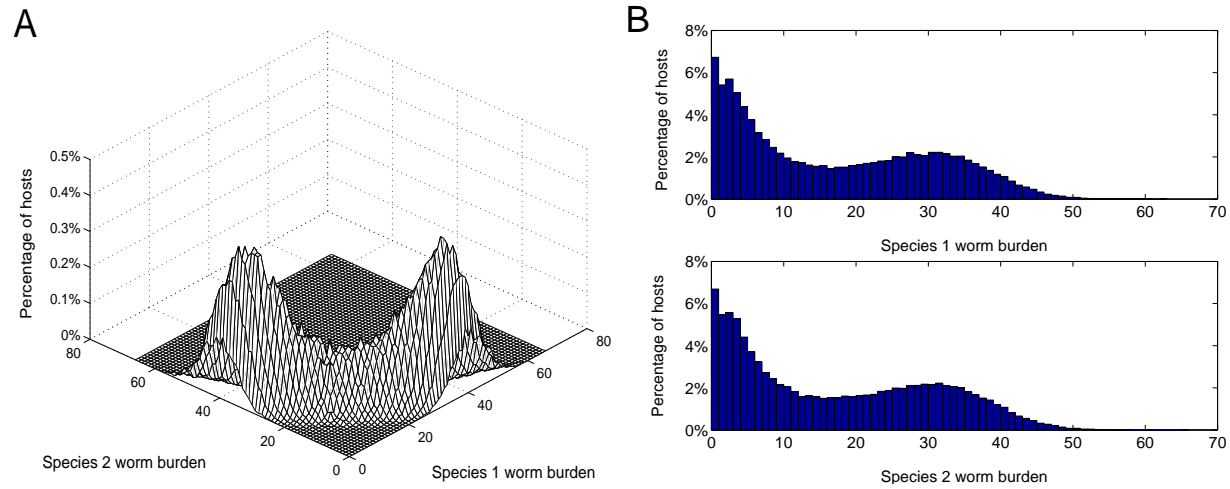 A
Percentage of hosts
0.5%
0.4%
0.3%
0.2%
0.1%
0%
80
60
40
20
0
0
20
40
60
80
Species 2 worm burden
Species 1 worm burden
B
Percentage of hosts
8%
6%
4%
2%
0%
0 10 20 30 40 50 60 70
Species 1 worm burden
Percentage of hosts
8%
6%
4%
2%
0%
0 10 20 30 40 50 60 70
Species 2 worm burden